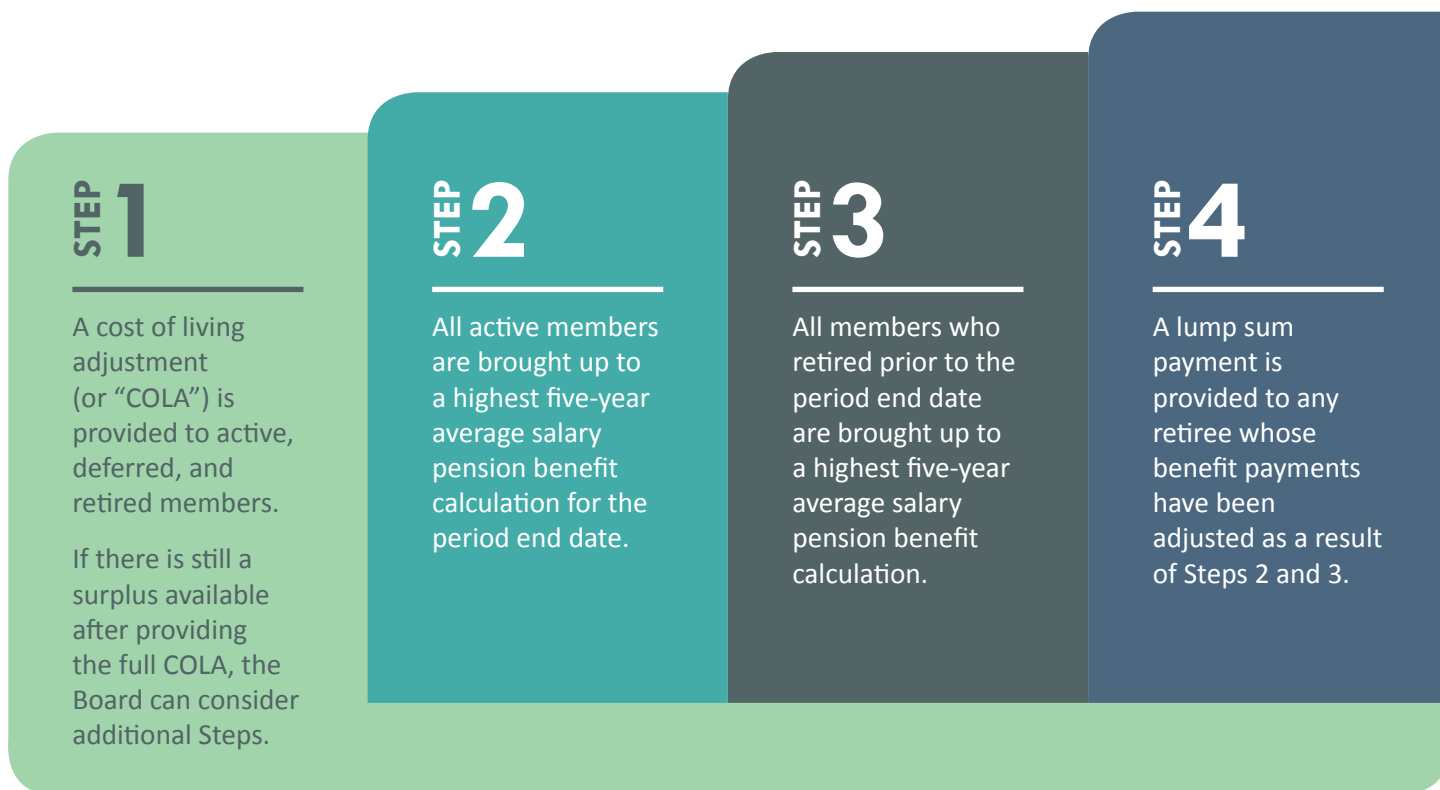 STEP 1
A cost of living
adjustment
(or “COLA”) is
provided to active,
deferred, and
retired members.
If there is still a
surplus available
after providing
the full COLA, the
Board can consider
additional Steps.
STEP 2
All active members
are brought up to
a highest five-year
average salary
pension benefit
calculation for the
period end date.
STEP 3
All members who
retired prior to the
period end date
are brought up to
a highest five-year
average salary
pension benefit
calculation.
STEP 4
A lump sum
payment is
provided to any
retiree whose
benefit payments
have been
adjusted as a result
of Steps 2 and 3.